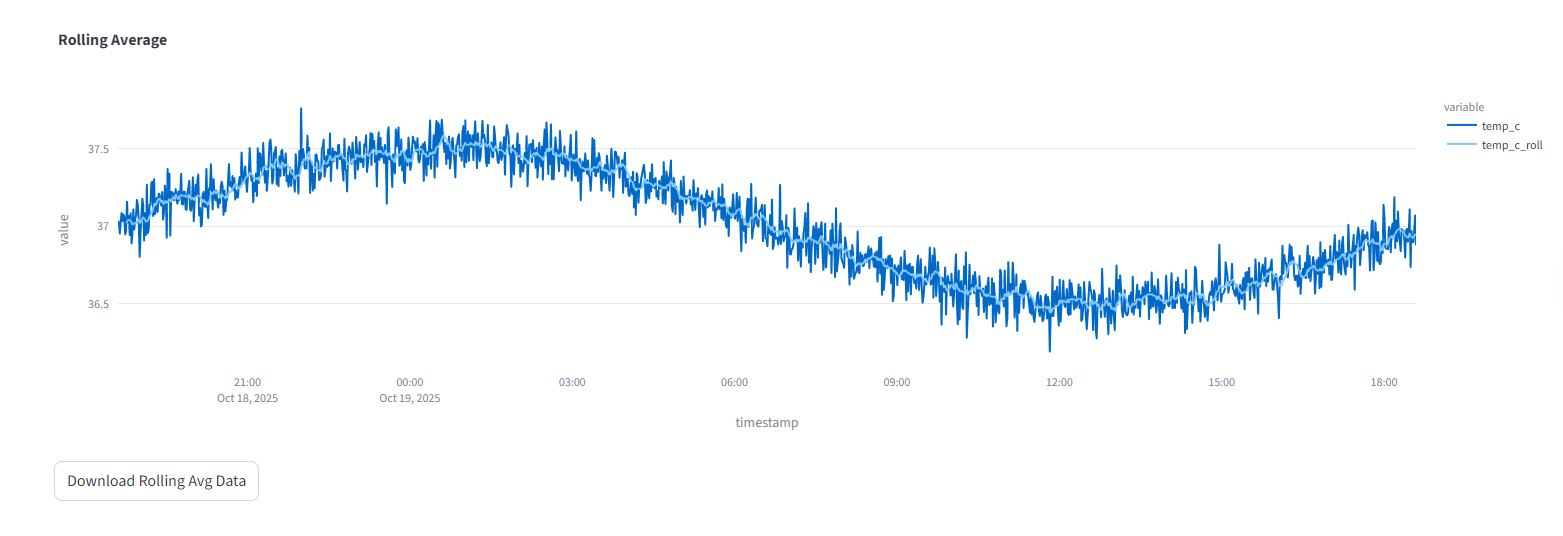 Rolling Average
variable
temp_c
temp_c_roll
37.5
37
36.5
value
21:00
Oct 18, 2025
00:00
Oct 19, 2025
03:00
06:00
09:00
12:00
15:00
18:00
timestamp
Download Rolling Avg Data